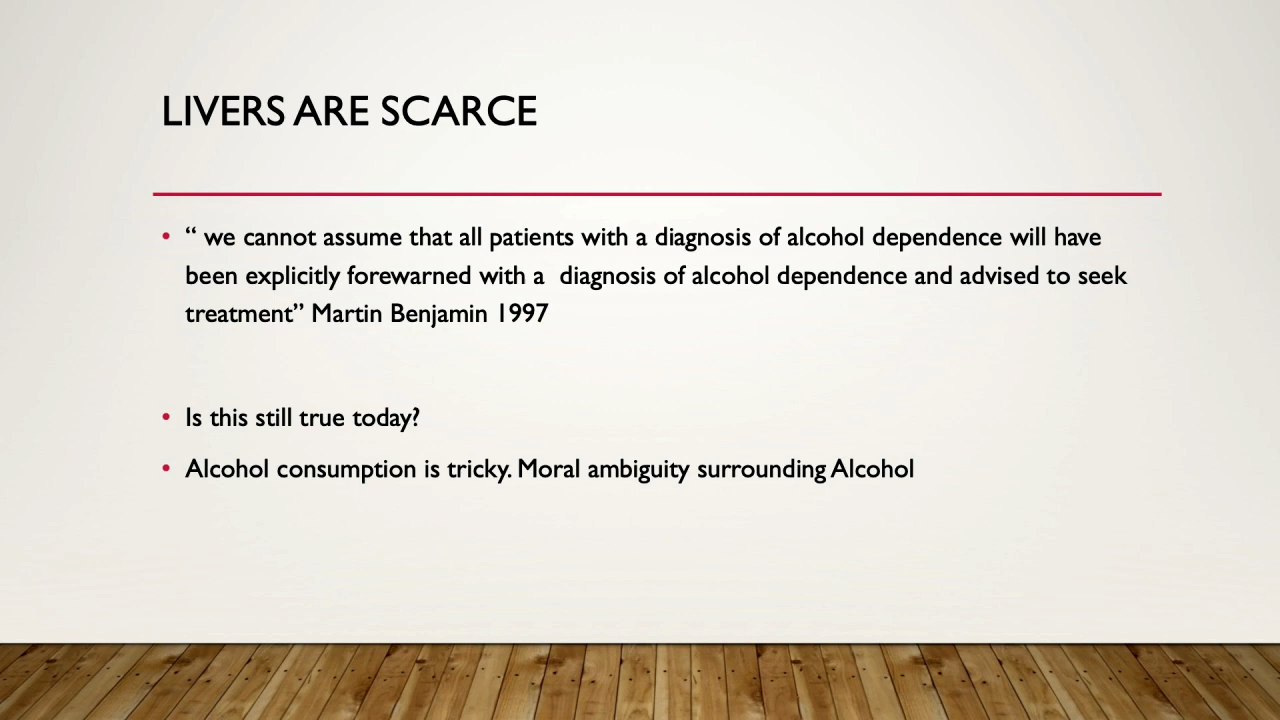 LIVERS ARE SCARCE
• “ we cannot assume that all patients with a diagnosis of alcohol dependence will have
been explicitly forewarned with a  diagnosis of alcohol dependence and advised to seek
treatment” Martin Benjamin 1997
• Is this still true today?
• Alcohol consumption is tricky. Moral ambiguity surrounding Alcohol